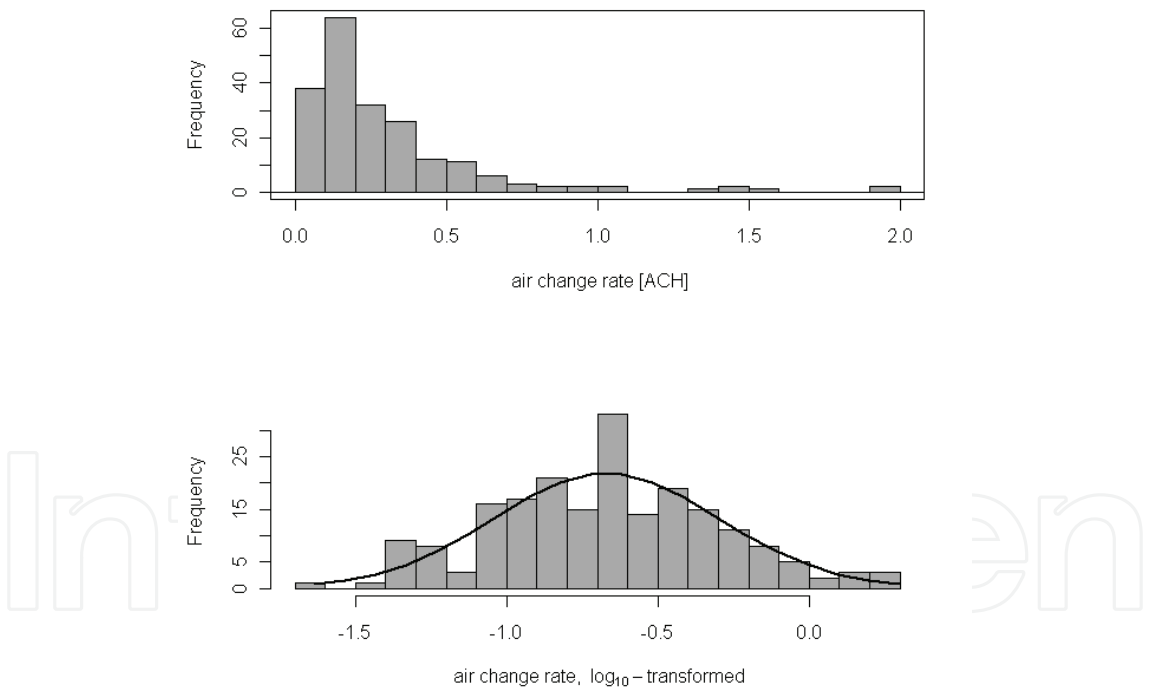 Frequency
60
40
20
0
0.0 0.5 1.0 1.5 2.0
air change rate [ACH]
Frequency
25
15
5
0
-1.5 -1.0 -0.5 0.0
air change rate, log10 – transformed